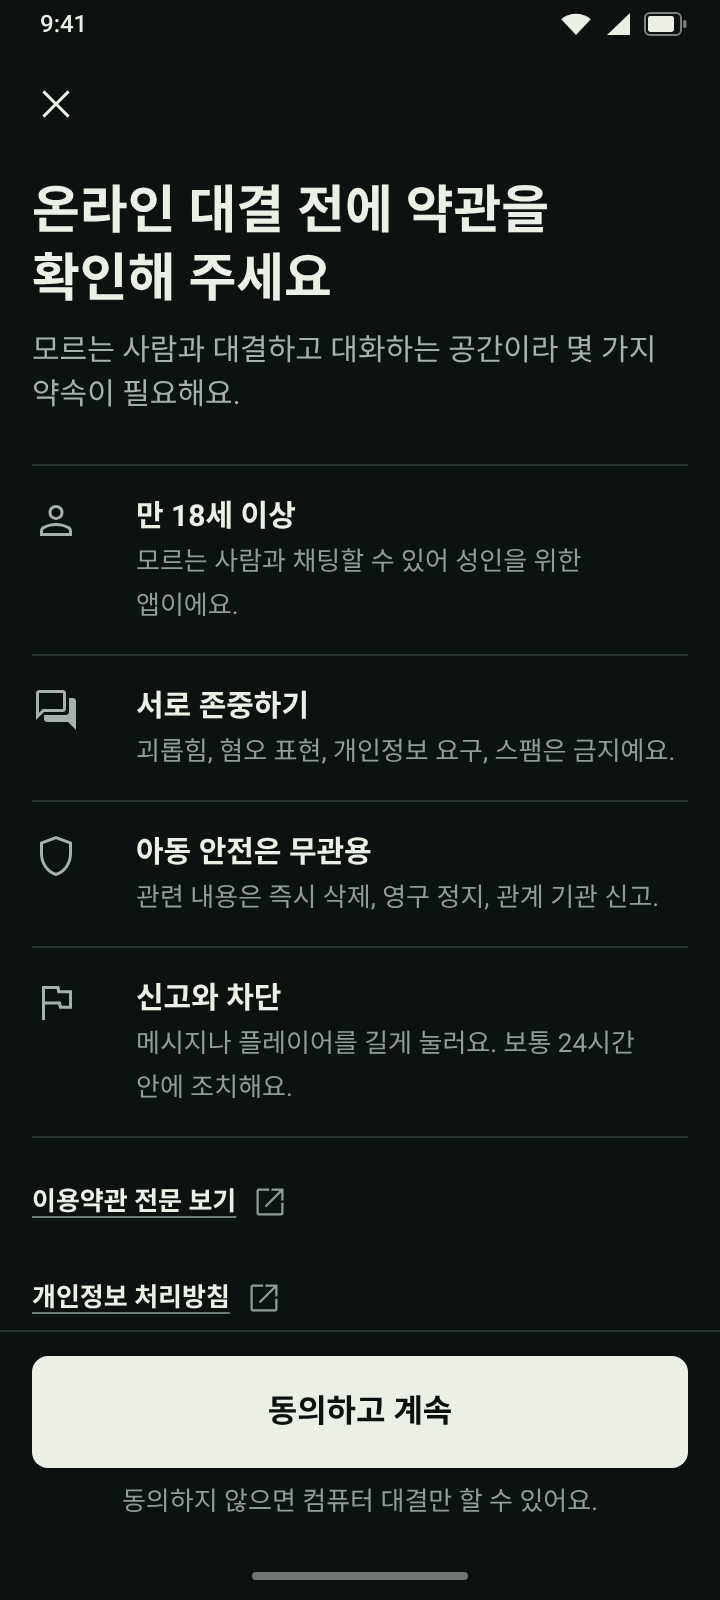 9:41
온라인 대결 전에 약관을
확인해 주세요
모르는 사람과 대결하고 대화하는 공간이라 몇 가지
약속이 필요해요.
만 18세 이상
모르는 사람과 채팅할 수 있어 성인을 위한
앱이에요.
서로 존중하기
괴롭힘, 혐오 표현, 개인정보 요구, 스팸은 금지예요.
아동 안전은 무관용
관련 내용은 즉시 삭제, 영구 정지, 관계 기관 신고.
신고와 차단
메시지나 플레이어를 길게 눌러요. 보통 24시간
안에 조치해요.
이용약관 전문 보기
개인정보 처리방침
동의하고 계속
동의하지 않으면 컴퓨터 대결만 할 수 있어요.